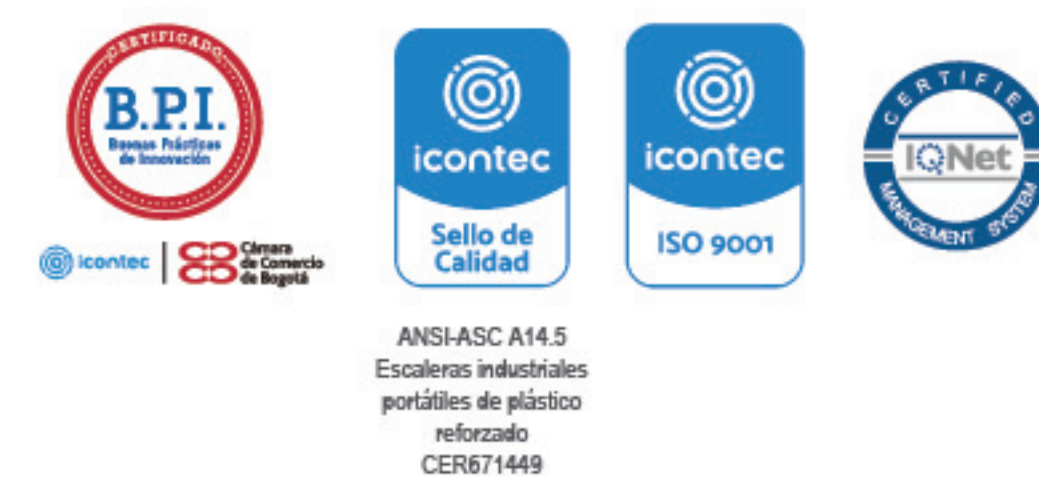 CERTIFICADO
B.P.I.
Buenas Prácticas
de Innovación
icontec
Cámara
de Comercio
de Bogotá
icontec
Sello de
Calidad
ANSI-ASC A14.5
Escaleras industriales
portátiles de plástico
reforzado
CER671449
icontec
ISO 9001
CERTIFIED
IQNet
MANAGEMENT SYSTEM